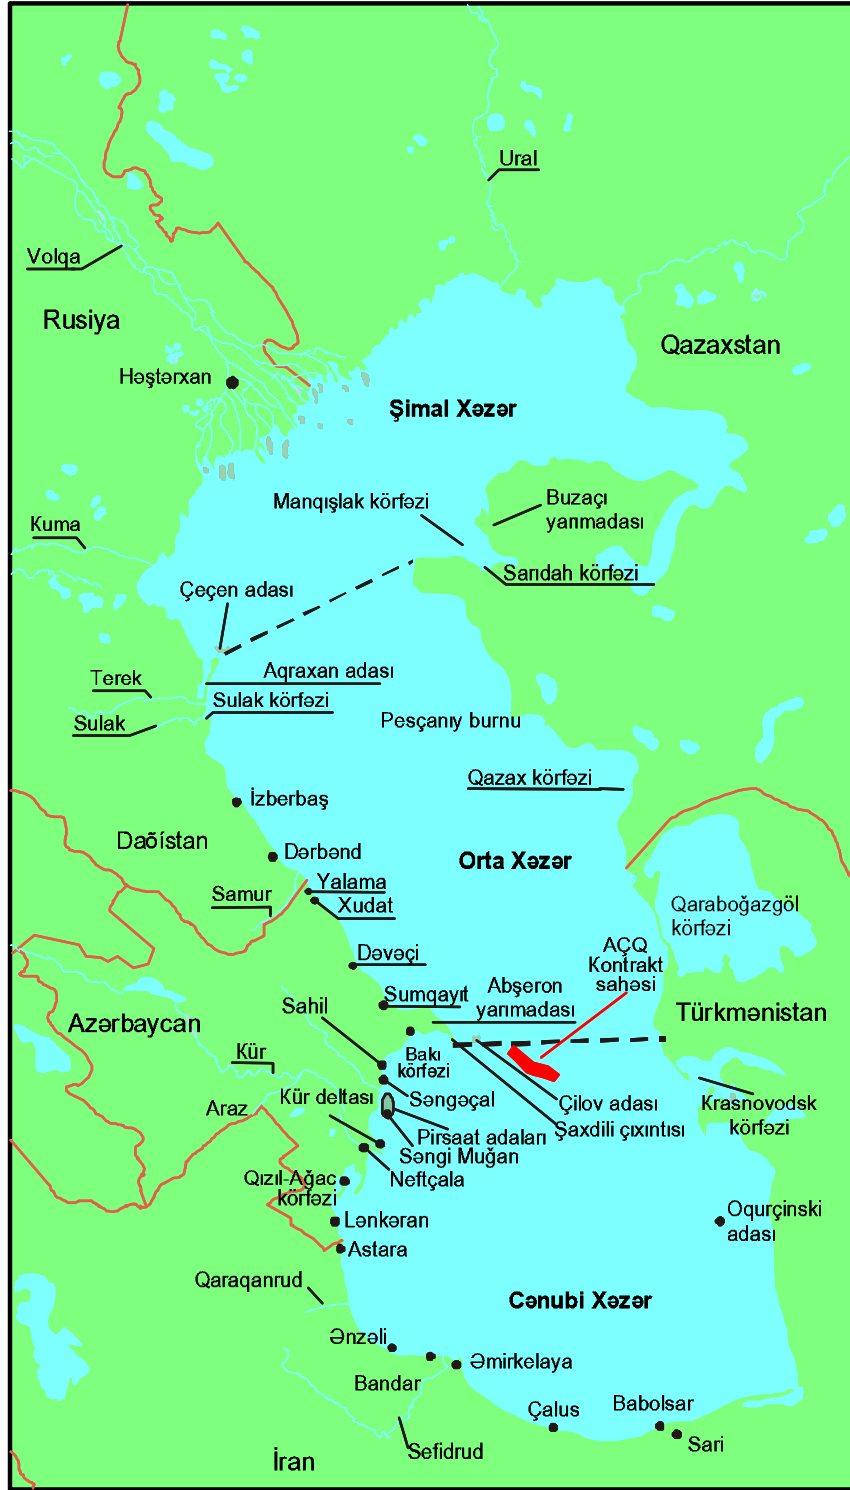 Ural
Volqa
Rusiya
Qazaxstan
Həştərxan
Şimal Xəzər
Manqışlak körfəzi
Buzaçı
yarımadası
Kuma
Sarıdah körfəzi
Çeçen adası
Aqraxan adası
Terek
Sulak körfəzi
Sulak
Pesçanıy burnu
Qazax körfəzi
İzberbaş
Daõístan
Dərbənd
Orta Xəzər
Yalama
Samur
Xudat
Qaraboğazgöl
körfəzi
AÇQ
Kontrakt
sahəsi
Dəvəçi
Abşeron
yarımadası
Sumqayıt
Sahil
Türkmənistan
Azərbaycan
Bakı
körfəzi
Kür
Kür deltası
Səngəçal
Araz
Çilov adası
Krasnovodsk
körfəzi
Şaxdili çıxıntısı
Pirsaat adaları
Səngi Muğan
Neftçala
Qızıl-Ağac
körfəzi
Lənkəran
Oqurçinski
adası
Astara
Qaraqanrud
Cənubi Xəzər
Ənzəli
Əmirkelaya
Bandar
Çalus
Babolsar
Sari
Sefidrud
İran